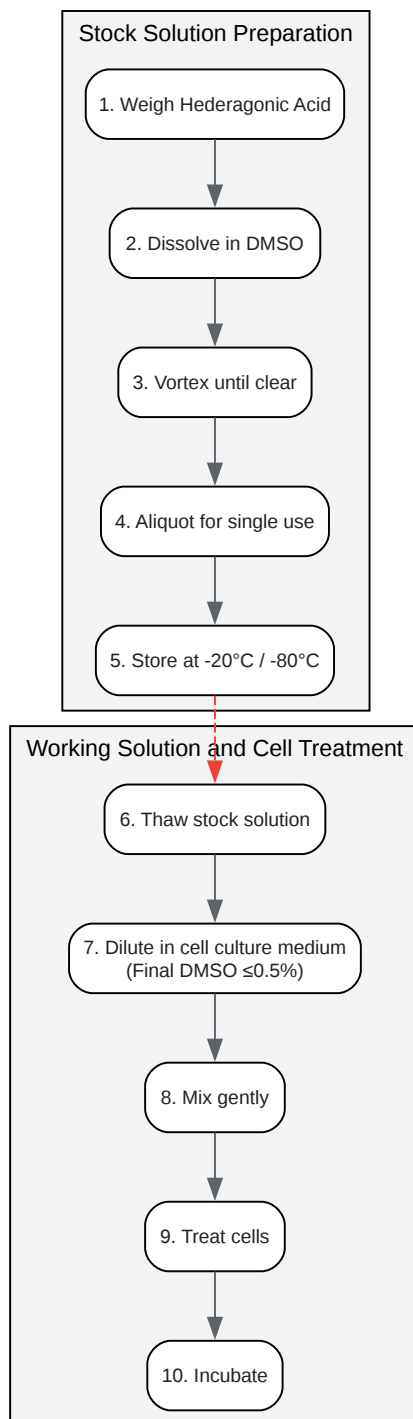 Stock Solution Preparation
1. Weigh Hederagonic Acid
2. Dissolve in DMSO
3. Vortex until clear
4. Aliquot for single use
5. Store at -20°C / -80°C
Working Solution and Cell Treatment
6. Thaw stock solution
7. Dilute in cell culture medium
(Final DMSO ≤0.5%)
8. Mix gently
9. Treat cells
10. Incubate